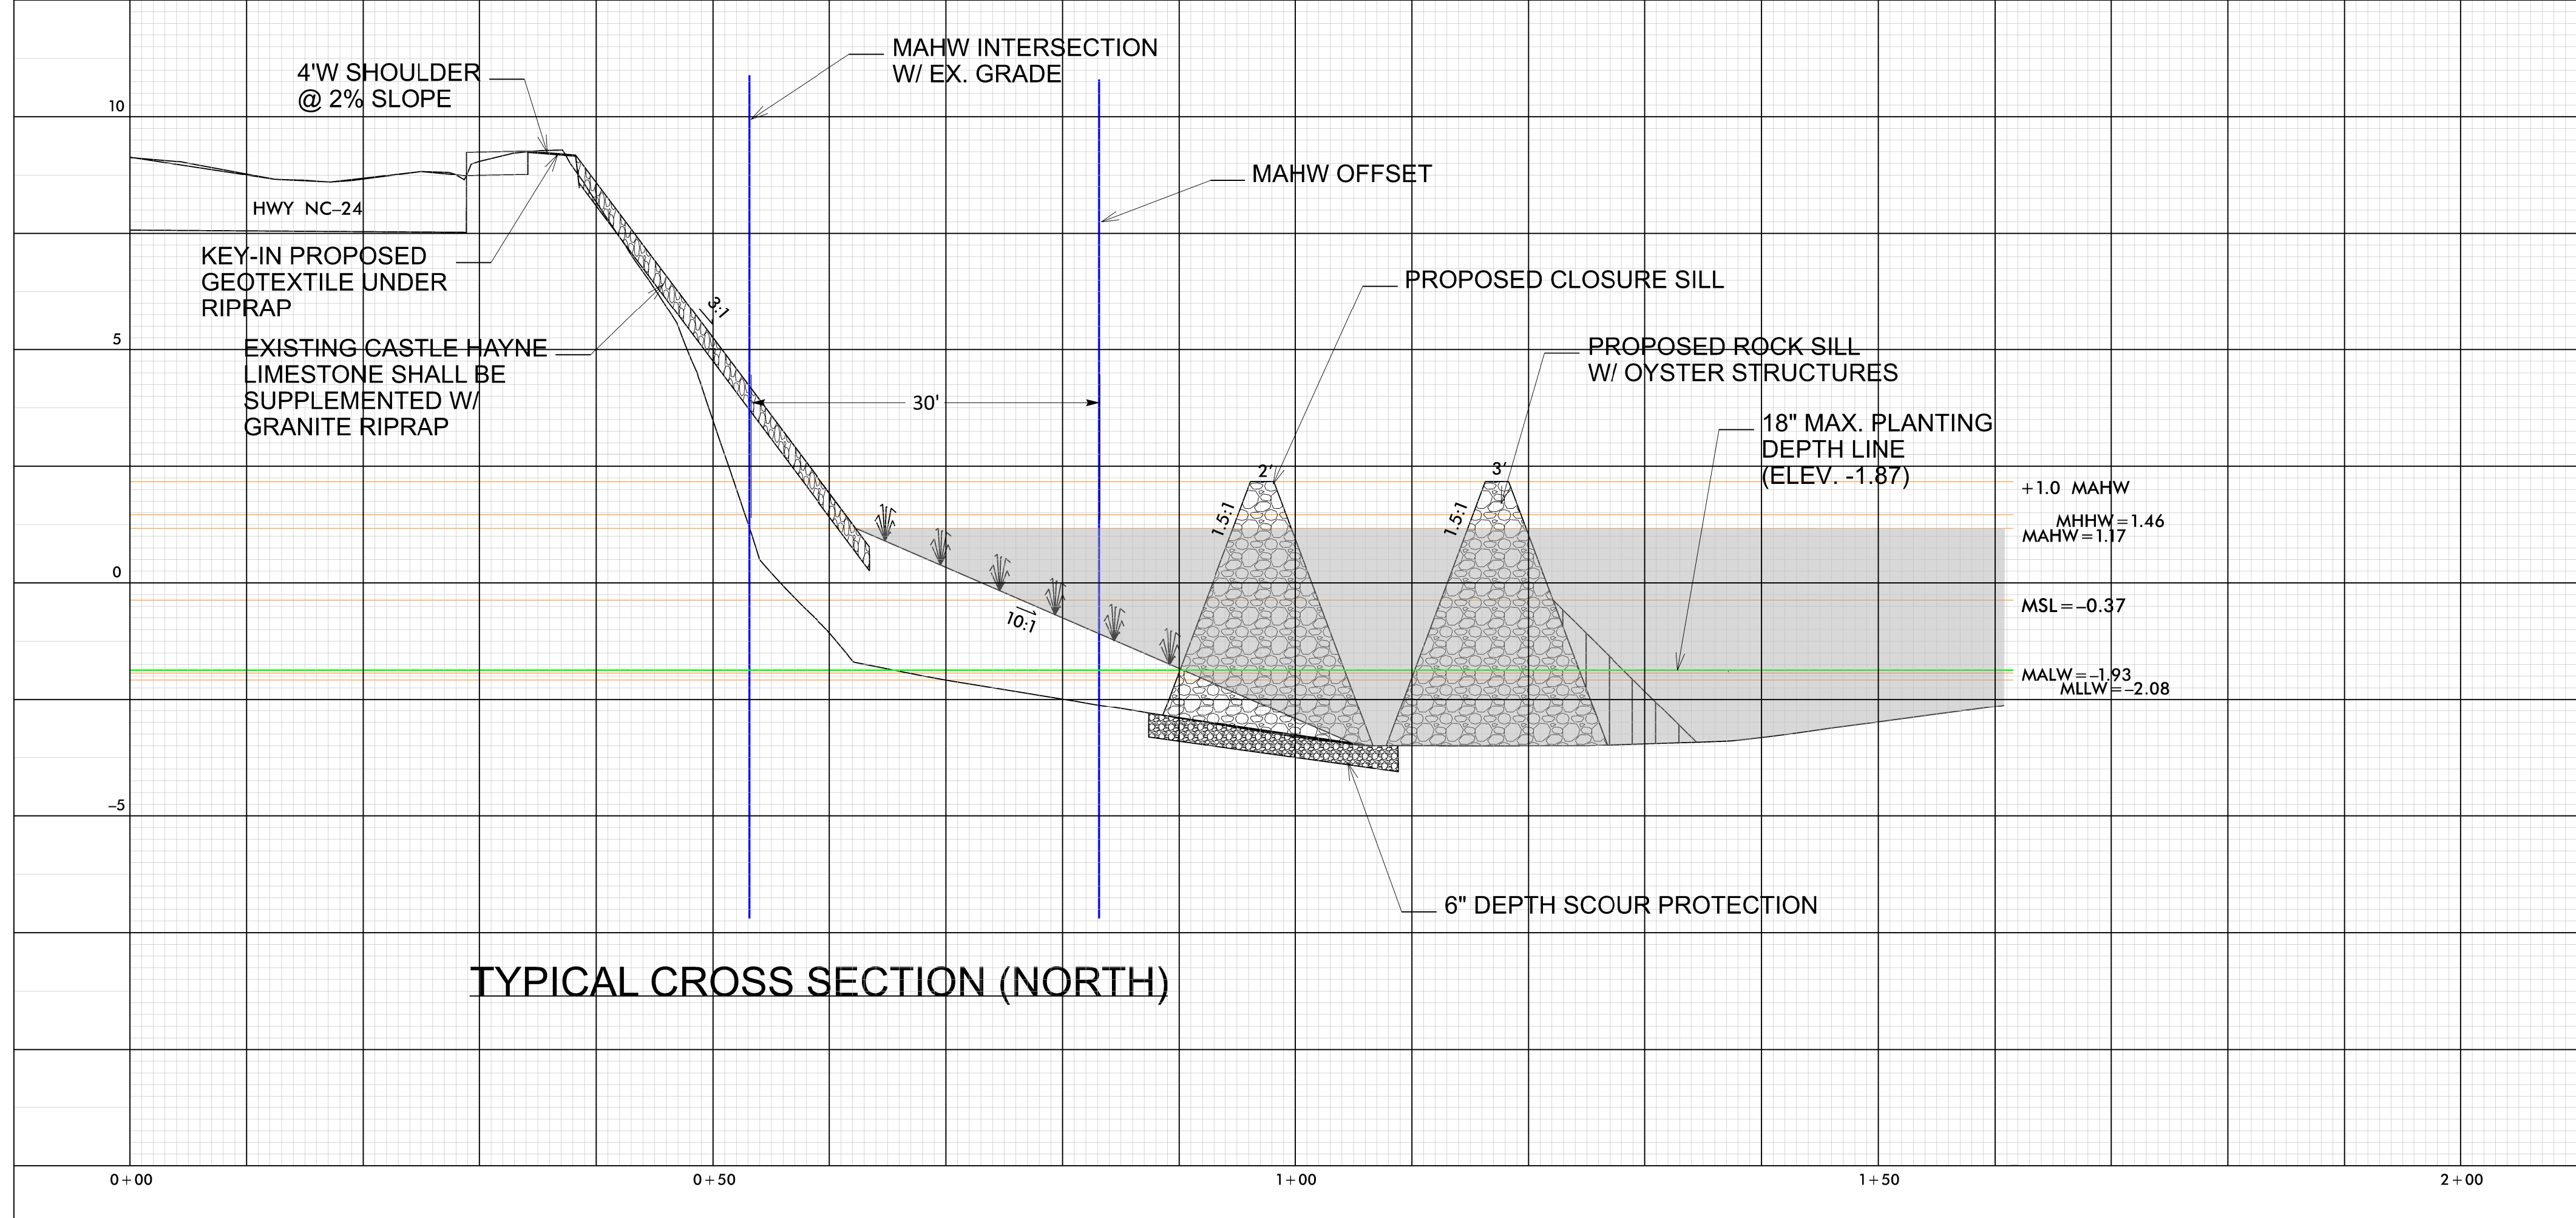 MAHW INTERSECTION
W/ EX. GRADE
4'W SHOULDER
@ 2% SLOPE
10
MAHW OFFSET
HWY NC-24
KEY-IN PROPOSED
GEOTEXTILE UNDER
RIPRAP
3:1
PROPOSED CLOSURE SILL
5
EXISTING CASTLE HAYNE
LIMESTONE SHALL BE
SUPPLEMENTED W/
GRANITE RIPRAP
PROPOSED ROCK SILL
W/ OYSTER STRUCTURES
30'
18" MAX. PLANTING
DEPTH LINE
(ELEV. -1.87)
2'
3'
1.5:1
1.5:1
+1.0 MAHW
MHHW=1.46
MAHW=1.17
0
MSL=-0.37
10:1
MALW=-1.93
MLLW=-2.08
-5
6" DEPTH SCOUR PROTECTION
TYPICAL CROSS SECTION (NORTH)
0+00
0+50
1+00
1+50
2+00